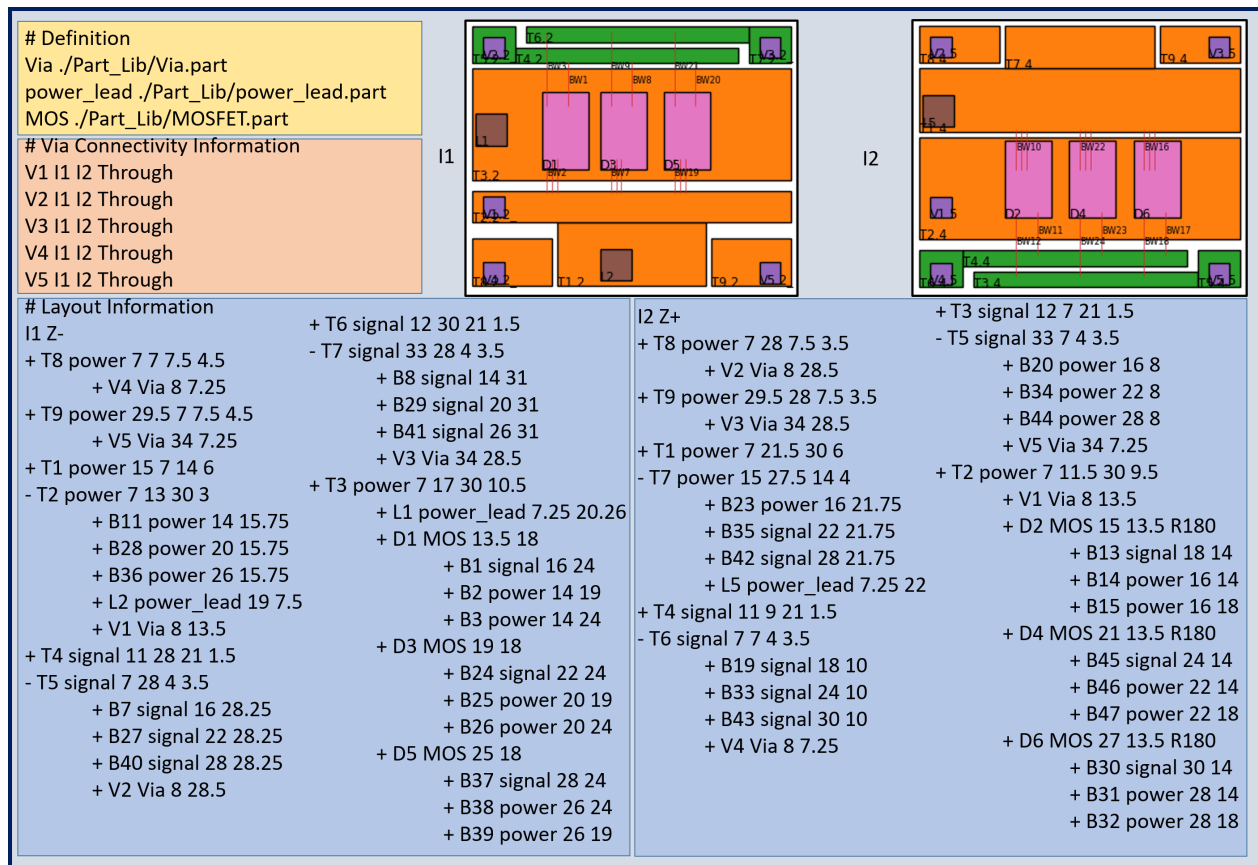 # Definition
Via ./Part_Lib/Via.part
power_lead ./Part_Lib/power_lead.part
MOS ./Part_Lib/MOSFET.part
# Via Connectivity Information
V1 I1 I2 Through
V2 I1 I2 Through
V3 I1 I2 Through
V4 I1 I2 Through
V5 I1 I2 Through
I1
T6.2
T4.2
BW3
BW9
BW21
BW1
BW8
BW20
L1
D1
D3
D5
BW2
BW7
BW19
T3.2
T1.2
T9.2
L2
I2
T7.4
T9.4
BW10
BW22
BW16
D2
D4
D6
BW11
BW23
BW17
BW12
BW24
BW18
T2.4
T4.4
T3.4
# Layout Information
I1 Z-
+ T8 power 7 7 7.5 4.5
+ V4 Via 8 7.25
+ T9 power 29.5 7 7.5 4.5
+ V5 Via 34 7.25
+ T1 power 15 7 14 6
- T2 power 7 13 30 3
+ B11 power 14 15.75
+ B28 power 20 15.75
+ B36 power 26 15.75
+ L2 power_lead 19 7.5
+ V1 Via 8 13.5
+ T4 signal 11 28 21 1.5
- T5 signal 7 28 4 3.5
+ B7 signal 16 28.25
+ B27 signal 22 28.25
+ B40 signal 28 28.25
+ V2 Via 8 28.5
+ T6 signal 12 30 21 1.5
- T7 signal 33 28 4 3.5
+ B8 signal 14 31
+ B29 signal 20 31
+ B41 signal 26 31
+ V3 Via 34 28.5
+ T3 power 7 17 30 10.5
+ L1 power_lead 7.25 20.26
+ D1 MOS 13.5 18
+ B1 signal 16 24
+ B2 power 14 19
+ B3 power 14 24
+ D3 MOS 19 18
+ B24 signal 22 24
+ B25 power 20 19
+ B26 power 20 24
+ D5 MOS 25 18
+ B37 signal 28 24
+ B38 power 26 24
+ B39 power 26 19
I2 Z+
+ T8 power 7 28 7.5 3.5
+ V2 Via 8 28.5
+ T9 power 29.5 28 7.5 3.5
+ V3 Via 34 28.5
+ T1 power 7 21.5 30 6
- T7 power 15 27.5 14 4
+ B23 power 16 21.75
+ B35 signal 22 21.75
+ B42 signal 28 21.75
+ L5 power_lead 7.25 22
+ T4 signal 11 9 21 1.5
- T6 signal 7 7 4 3.5
+ B19 signal 18 10
+ B33 signal 24 10
+ B43 signal 30 10
+ V4 Via 8 7.25
+ T3 signal 12 7 21 1.5
- T5 signal 33 7 4 3.5
+ B20 power 16 8
+ B34 power 22 8
+ B44 power 28 8
+ V5 Via 34 7.25
+ T2 power 7 11.5 30 9.5
+ V1 Via 8 13.5
+ D2 MOS 15 13.5 R180
+ B13 signal 18 14
+ B14 power 16 14
+ B15 power 16 18
+ D4 MOS 21 13.5 R180
+ B45 signal 24 14
+ B46 power 22 14
+ B47 power 22 18
+ D6 MOS 27 13.5 R180
+ B30 signal 30 14
+ B31 power 28 14
+ B32 power 28 18